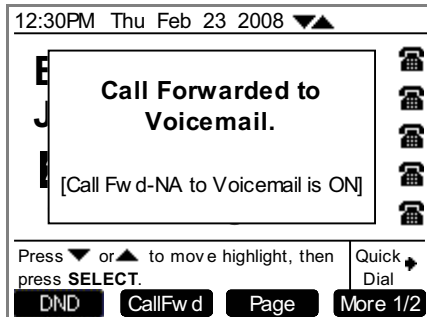 12:30PM Thu Feb 23 2008
Call Forwarded to
Voicemail.
[Call Fwd-NA to Voicemail is ON]
Press ▼ or ▲ to move highlight, then
press SELECT.
Quick
Dial
DND CallFwd Page More 1/2